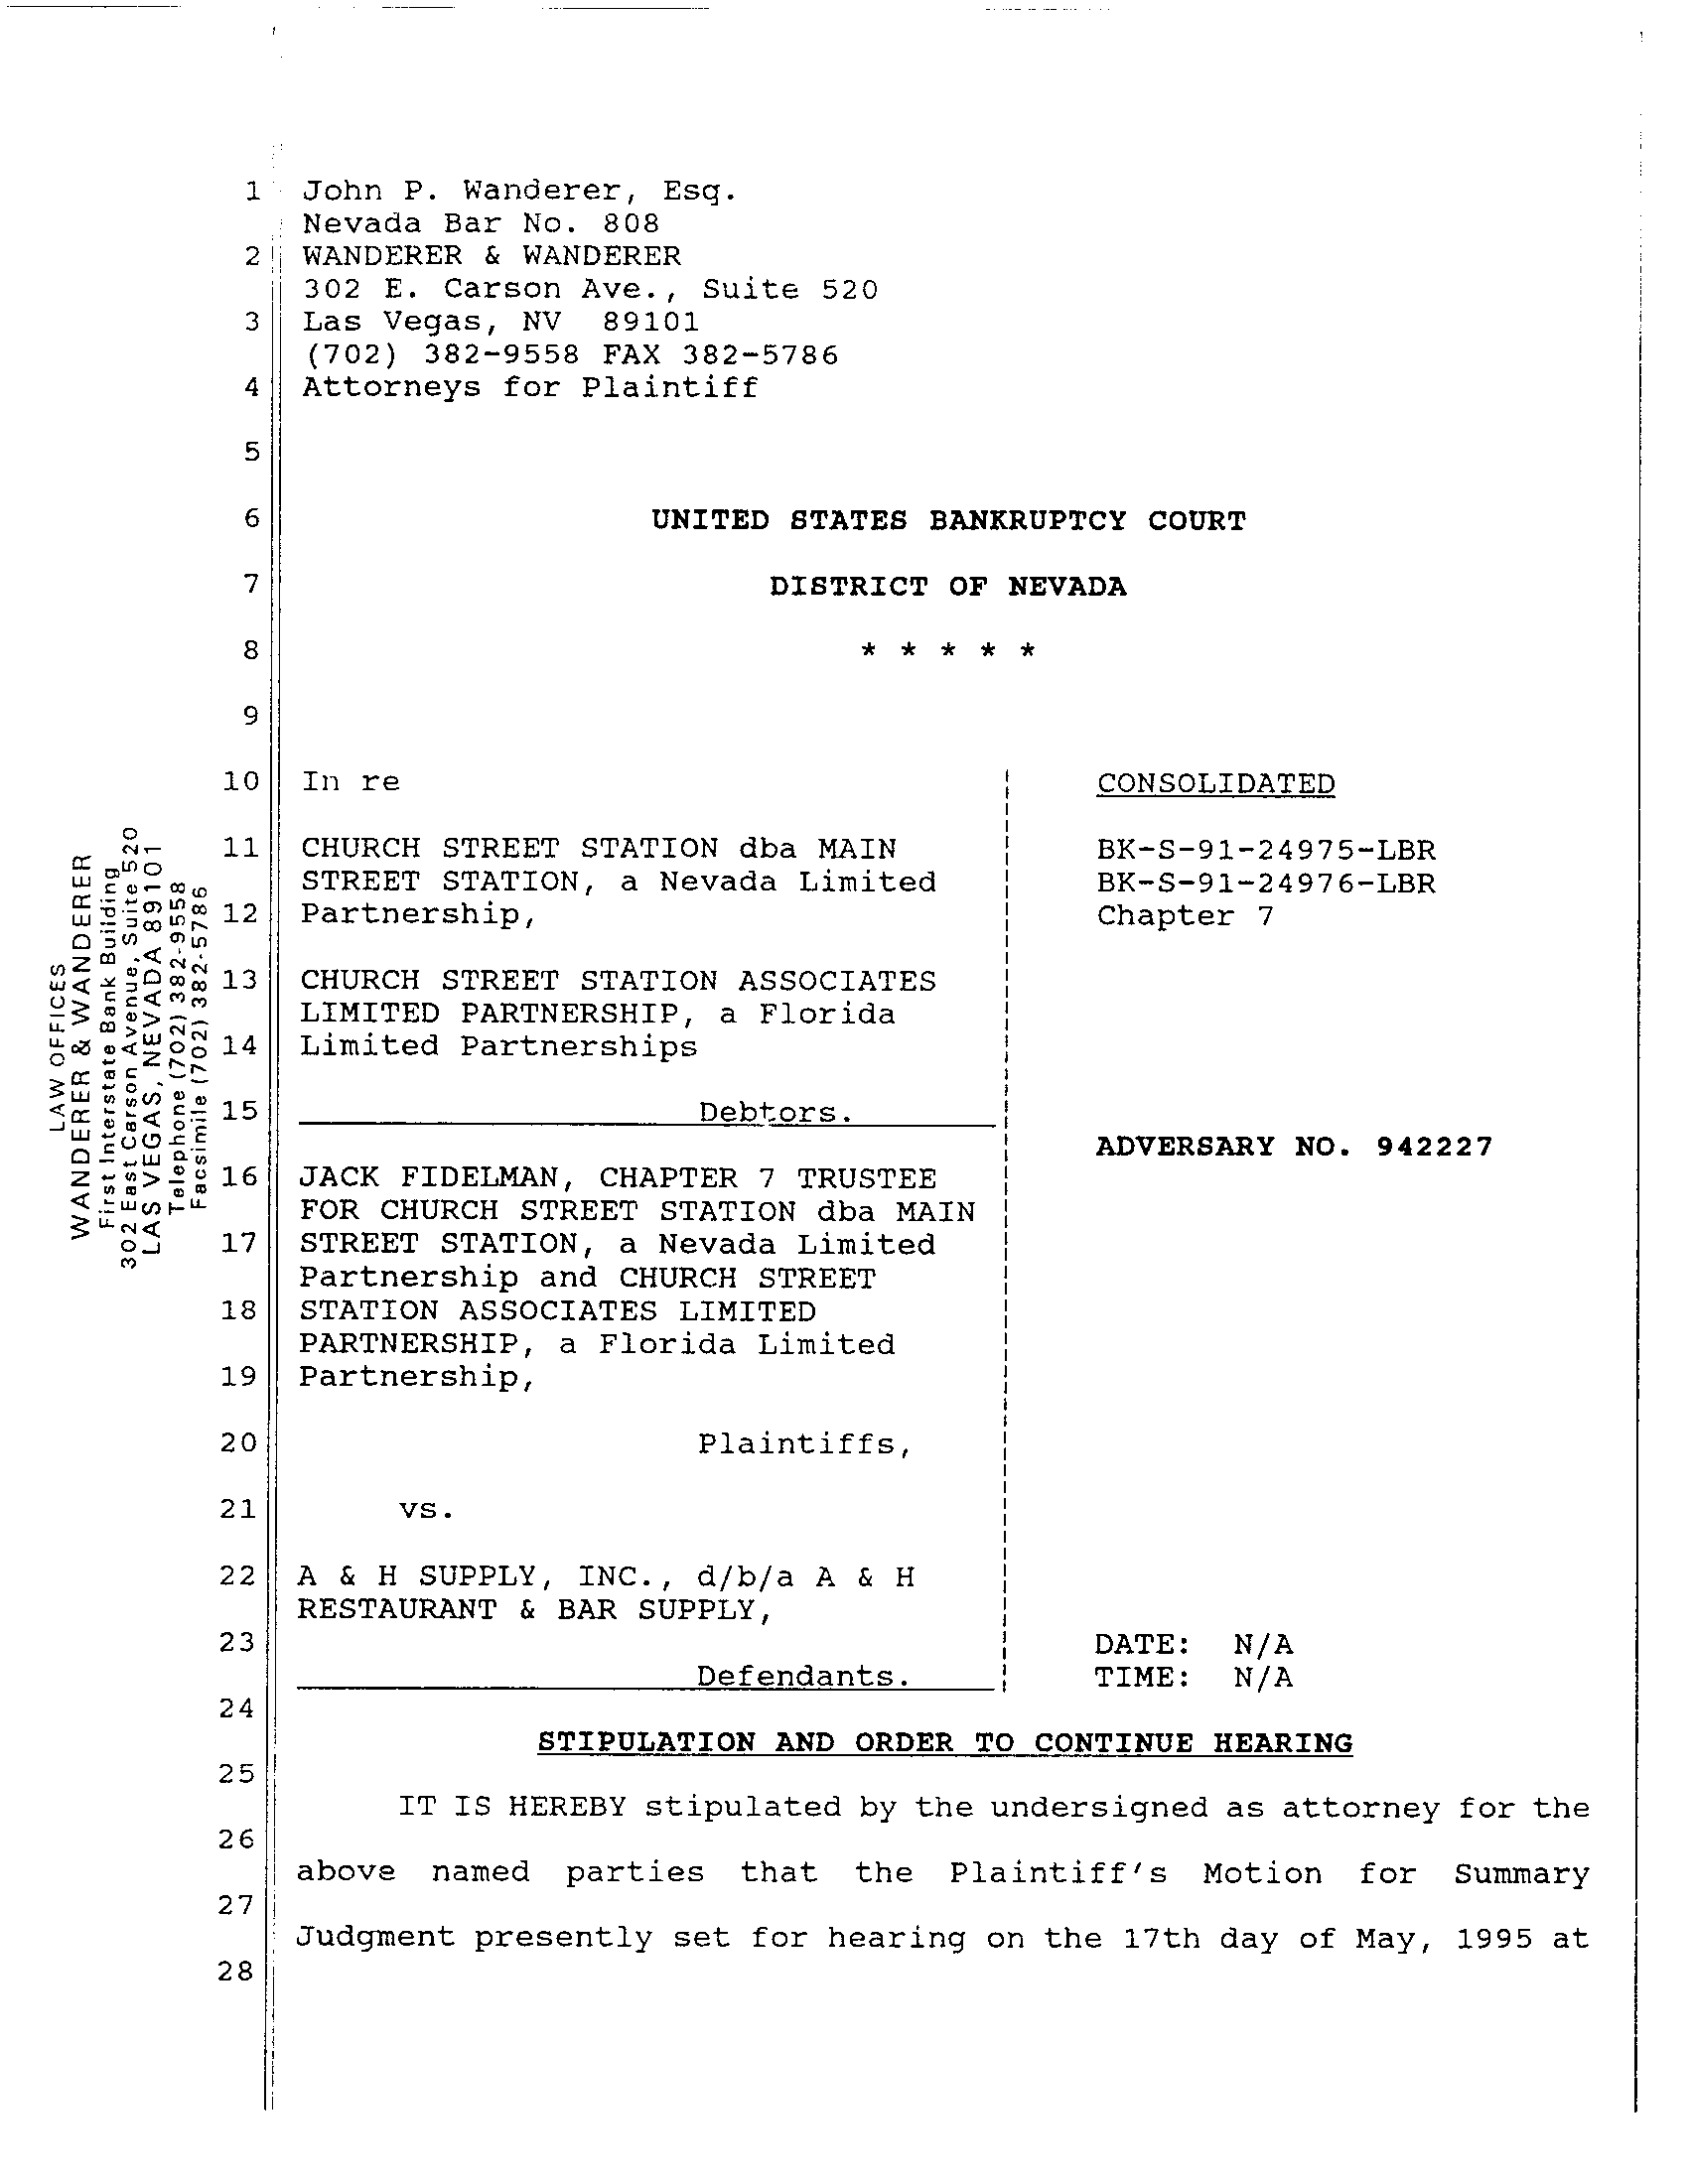 1 John P. Wanderer, Esq.
Nevada Bar No. 808
2 WANDERER & WANDERER
302 E. Carson Ave., Suite 520
3 Las Vegas, NV 89101
(702) 382-9558 FAX 382-5786
4 Attorneys for Plaintiff
5
6 UNITED STATES BANKRUPTCY COURT
7 DISTRICT OF NEVADA
8 * * * * *
9
10 In re CONSOLIDATED
11 CHURCH STREET STATION dba MAIN BK-S-91-24975-LBR
STREET STATION, a Nevada Limited BK-S-91-24976-LBR
12 Partnership, Chapter 7
13 CHURCH STREET STATION ASSOCIATES
LIMITED PARTNERSHIP, a Florida
14 Limited Partnerships
15 Debtors.
ADVERSARY NO. 942227
16 JACK FIDELMAN, CHAPTER 7 TRUSTEE
FOR CHURCH STREET STATION dba MAIN
17 STREET STATION, a Nevada Limited
Partnership and CHURCH STREET
18 STATION ASSOCIATES LIMITED
PARTNERSHIP, a Florida Limited
19 Partnership,
20 Plaintiffs,
21 vs.
22 A & H SUPPLY, INC., d/b/a A & H
RESTAURANT & BAR SUPPLY,
23 DATE: N/A
Defendants. TIME: N/A
24
STIPULATION AND ORDER TO CONTINUE HEARING
25
IT IS HEREBY stipulated by the undersigned as attorney for the
26
above named parties that the Plaintiff's Motion for Summary
27
Judgment presently set for hearing on the 17th day of May, 1995 at
28
LAW OFFICES
WANDERER & WANDERER
First Interstate Bank Building
302 East Carson Avenue, Suite 520
LAS VEGAS, NEVADA 89101
Telephone (702) 382-9558
Facsimile (702) 382-5786